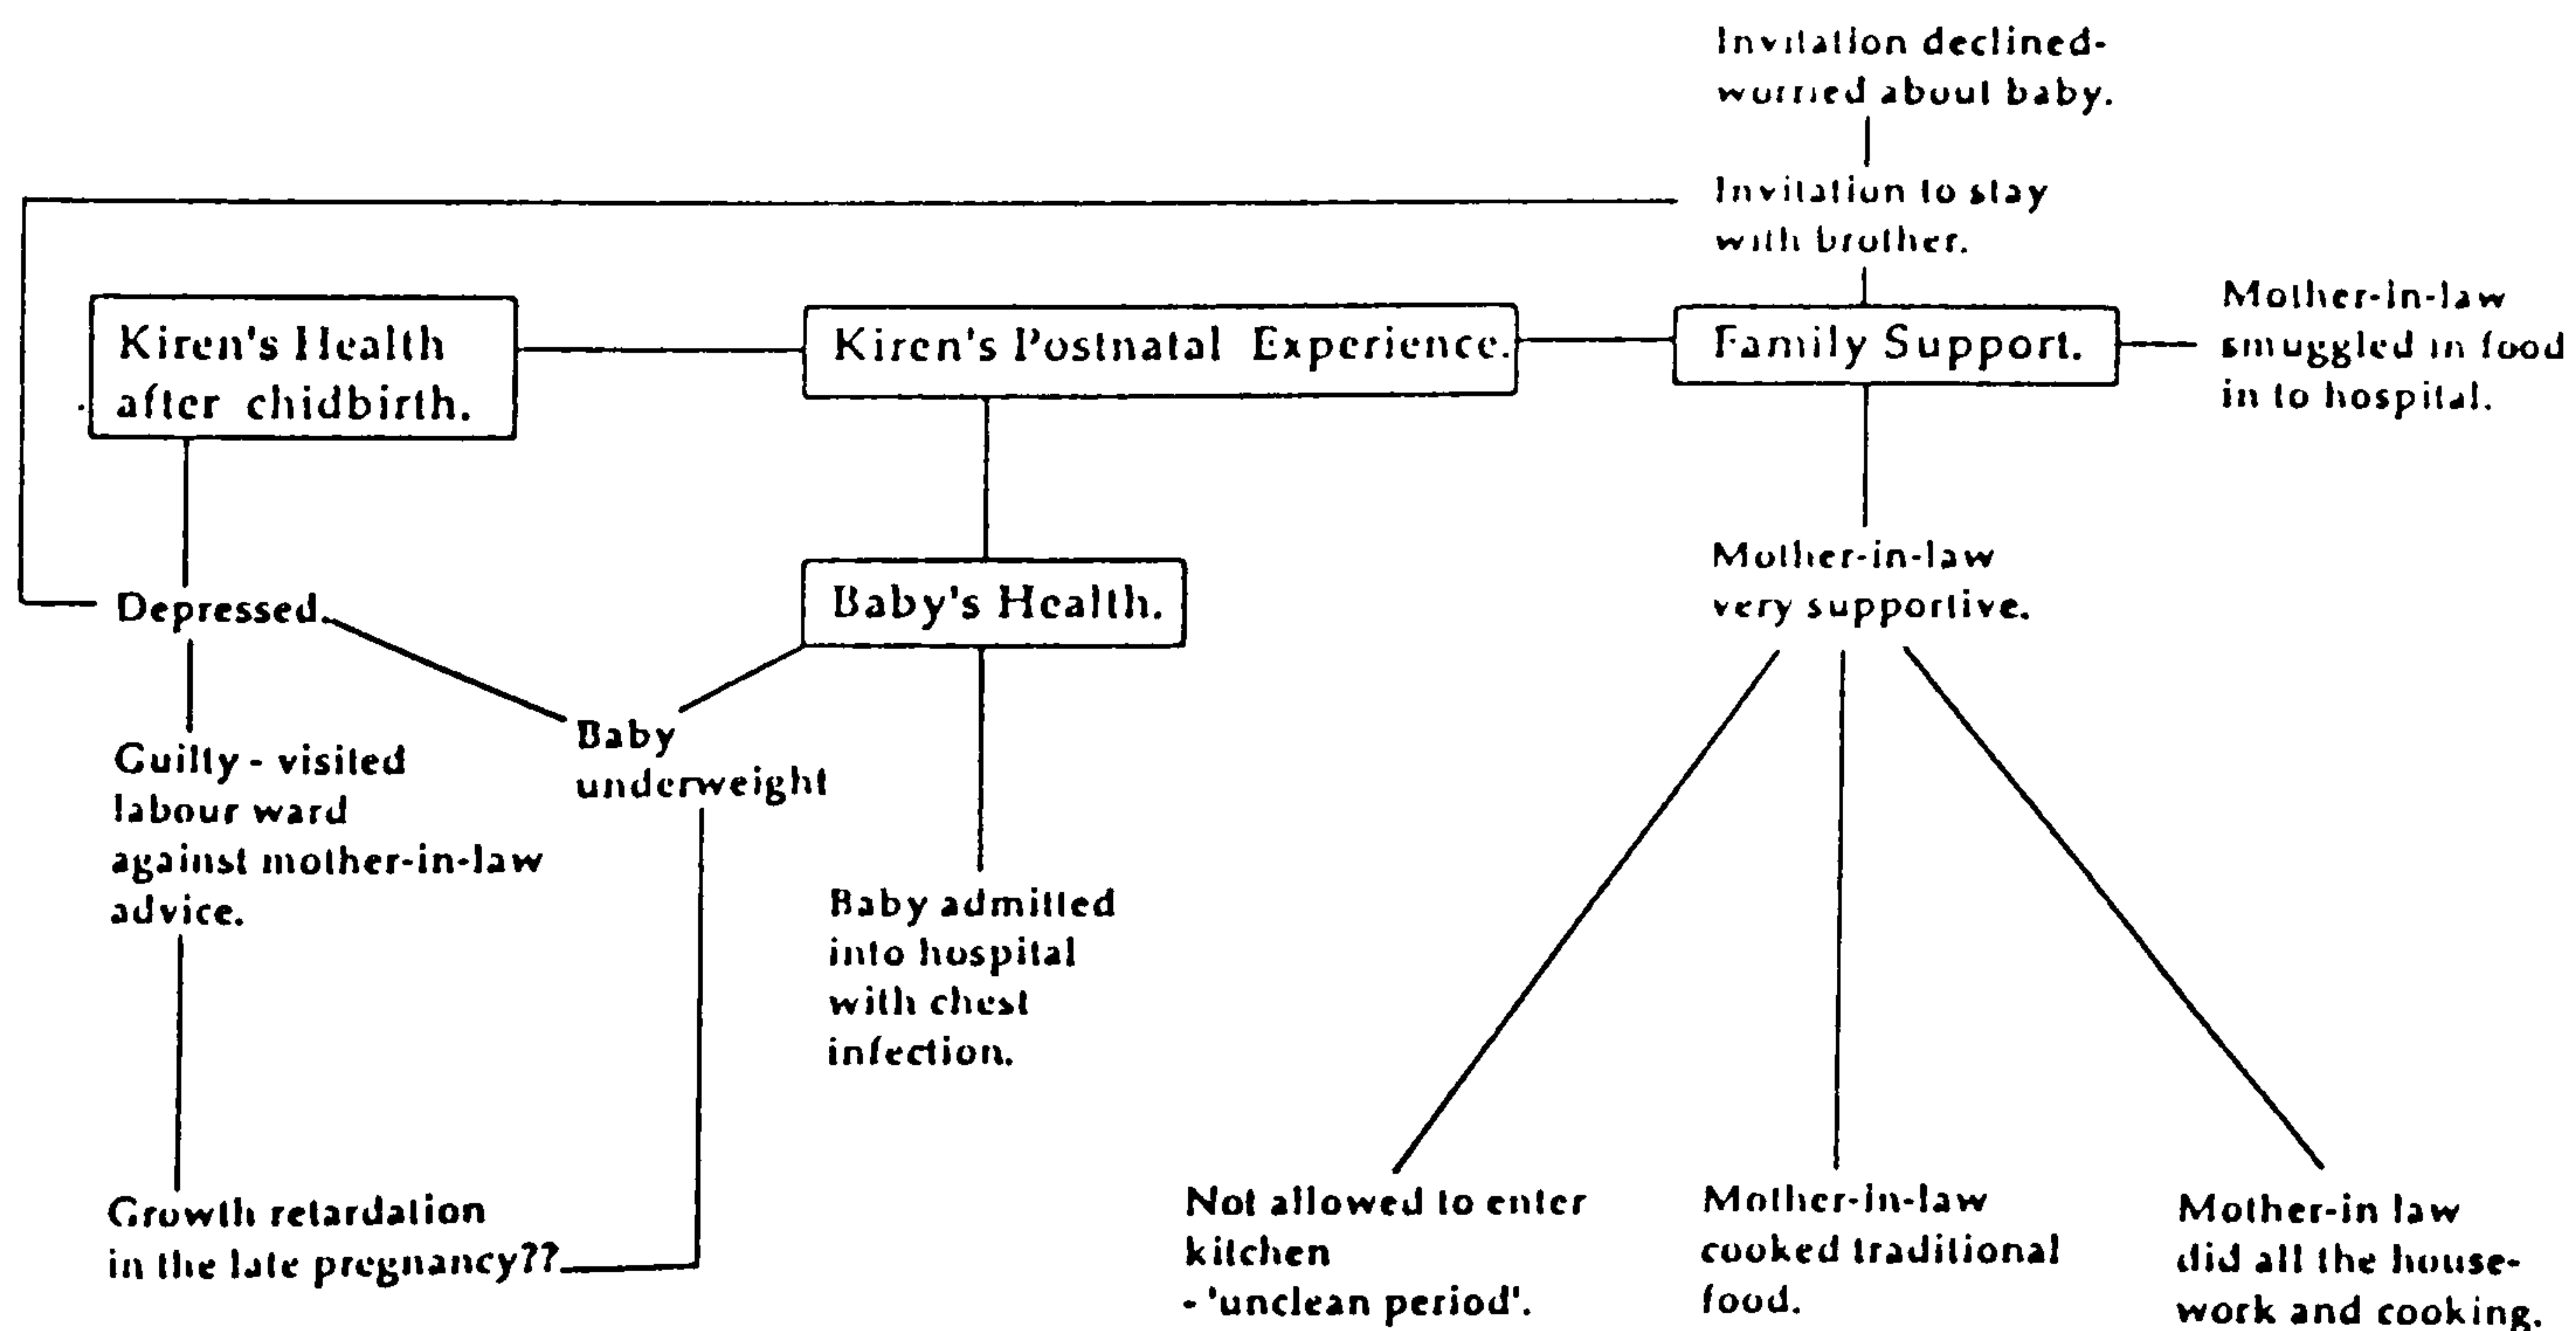 Invitation declined-
worried about baby.
Invitation to stay
with brother.
Kiren's Health
after chidbirth.
Kiren's Postnatal Experience.
Family Support.
Mother-in-law
smuggled in food
in to hospital.
Depressed.
Baby's Health.
Mother-in-law
very supportive.
Guilty - visited
labour ward
against mother-in-law
advice.
Baby
underweight
Baby admitted
into hospital
with chest
infection.
Growth retardation
in the late pregnancy??
Not allowed to enter
kitchen
- 'unclean period'.
Mother-in-law
cooked traditional
food.
Mother-in law
did all the house-
work and cooking.